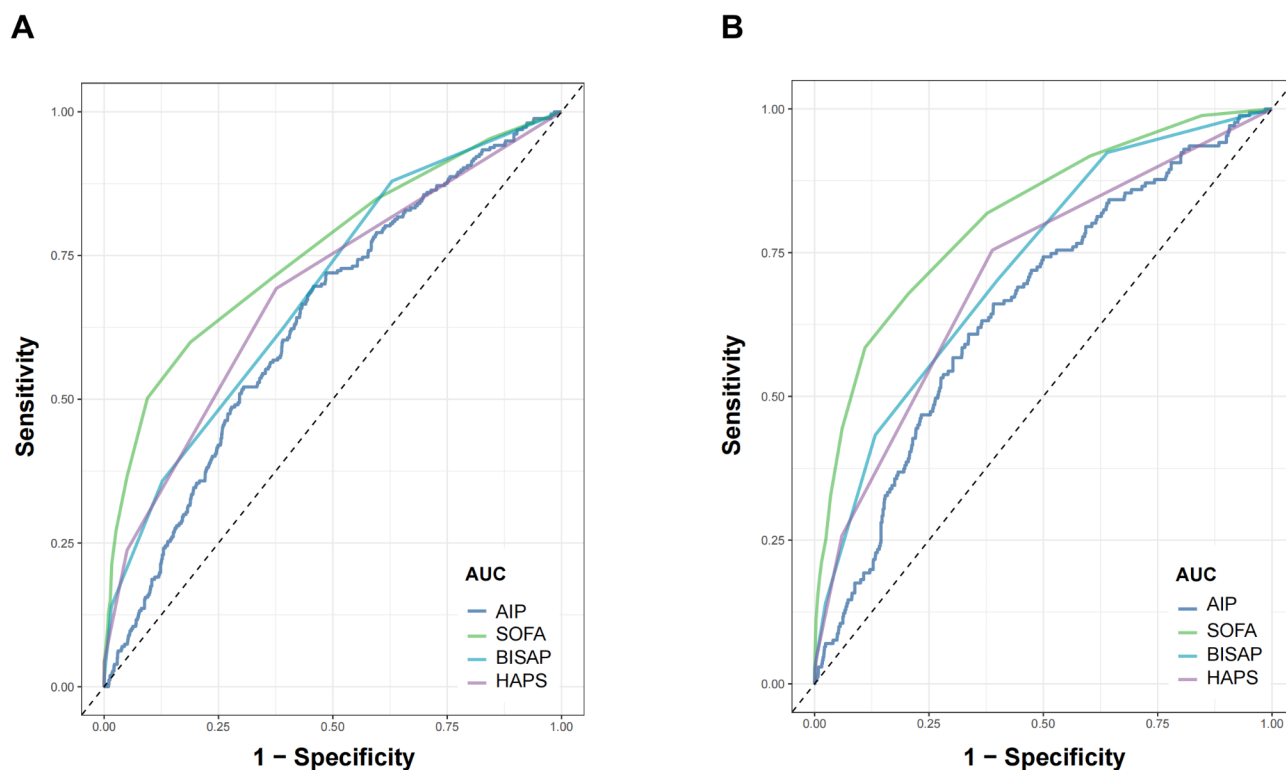 A
Sensitivity
1.00
0.75
0.50
0.25
0.00
AUC
AIP
SOFA
BISAP
HAPS
0.00 0.25 0.50 0.75 1.00
1 − Specificity
B
Sensitivity
1.00
0.75
0.50
0.25
0.00
AUC
AIP
SOFA
BISAP
HAPS
0.00 0.25 0.50 0.75 1.00
1 − Specificity